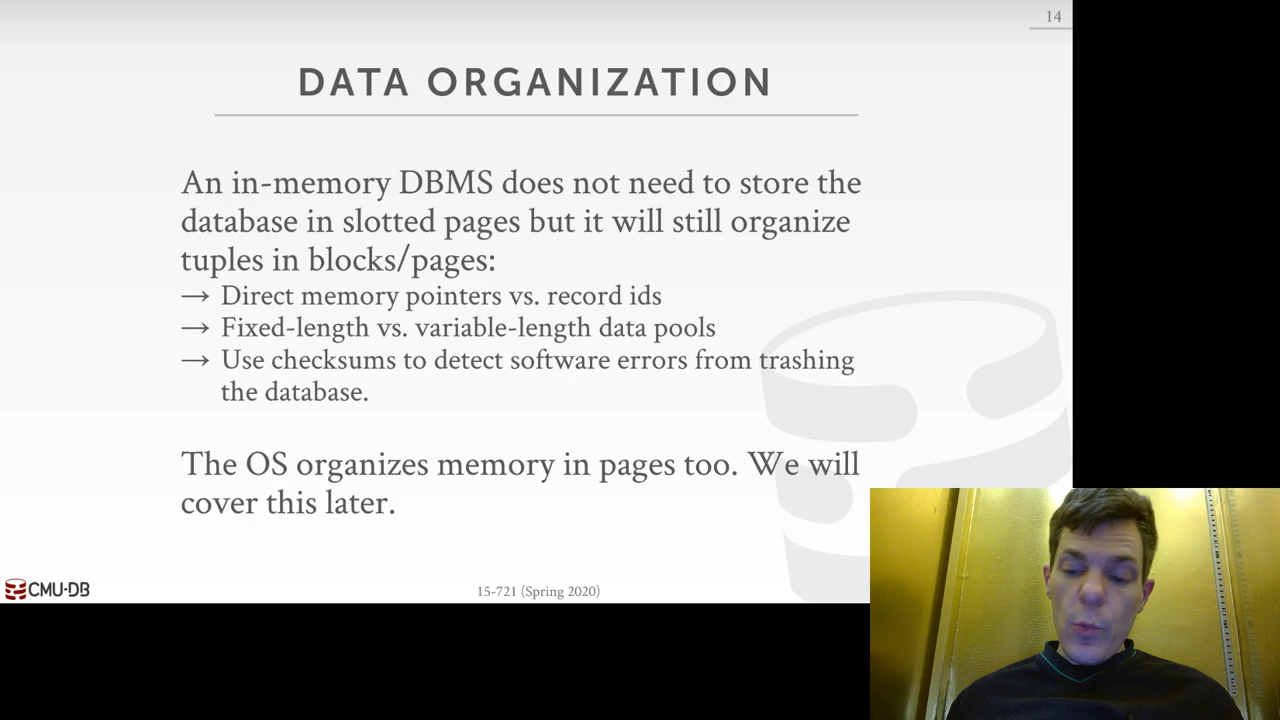 14
DATA ORGANIZATION
An in-memory DBMS does not need to store the
database in slotted pages but it will still organize
tuples in blocks/pages:
→ Direct memory pointers vs. record ids
→ Fixed-length vs. variable-length data pools
→ Use checksums to detect software errors from trashing
the database.
The OS organizes memory in pages too. We will
cover this later.
CMU·DB
15-721 (Spring 2020)